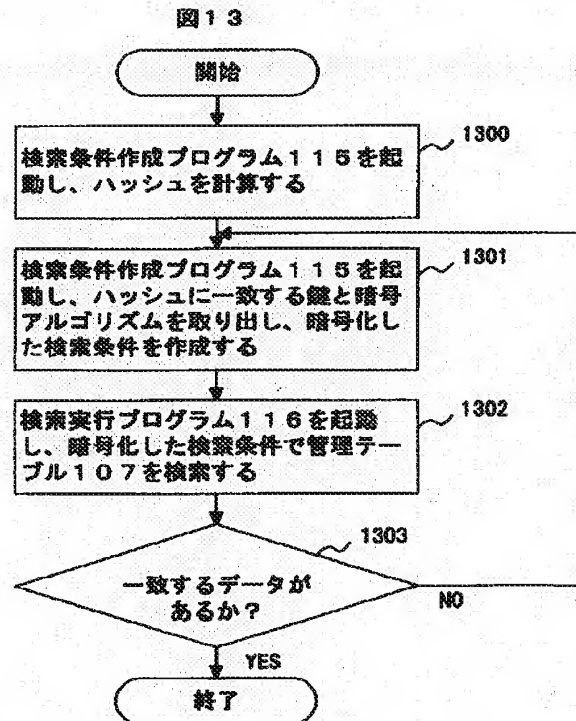 図13
開始
検索条件作成プログラム115を起
動し、ハッシュを計算する
1300
検索条件作成プログラム115を起
動し、ハッシュに一致する鍵と暗号
アルゴリズムを取り出し、暗号化し
た検索条件を作成する
1301
検索実行プログラム116を起動
し、暗号化した検索条件で管理テー
ブル107を検索する
1302
一致するデータが
あるか?
1303
NO
YES
終了